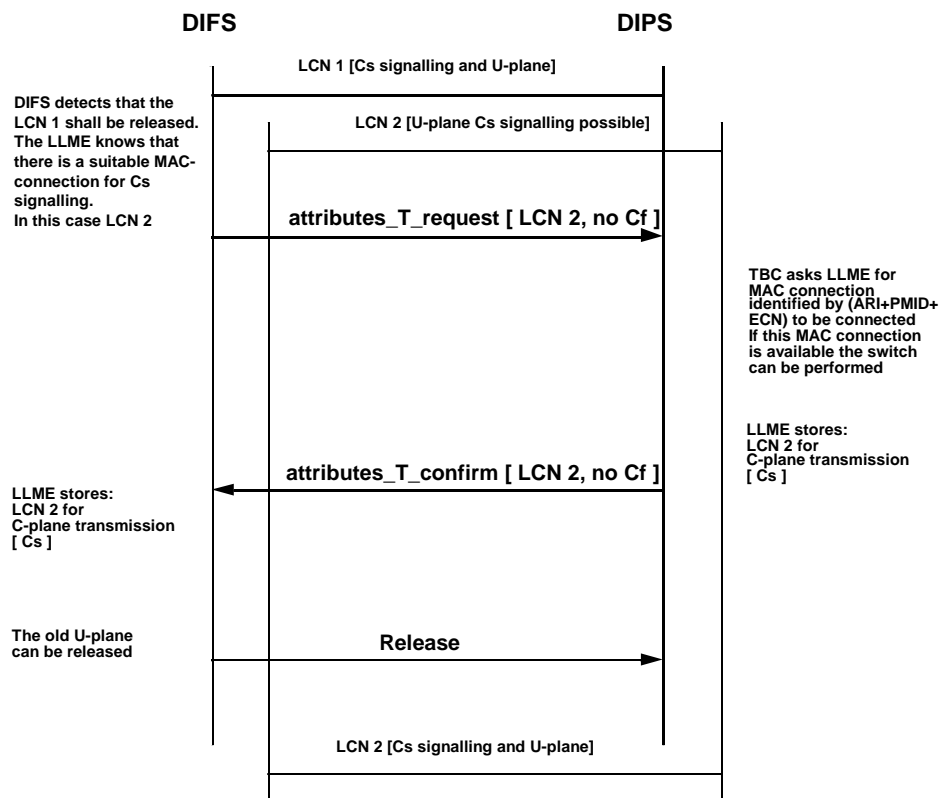 DIFS
DIPS
LCN 1 [Cs signalling and U-plane]
DIFS detects that the
LCN 1 shall be released.
The LLME knows that
there is a suitable MAC-
connection for Cs
signalling.
In this case LCN 2
LCN 2 [U-plane Cs signalling possible]
attributes_T_request [ LCN 2, no Cf ]
TBC asks LLME for
MAC connection
identified by (ARI+PMID+
ECN) to be connected
If this MAC connection
is available the switch
can be performed
LLME stores:
LCN 2 for
C-plane transmission
[ Cs ]
attributes_T_confirm [ LCN 2, no Cf ]
LLME stores:
LCN 2 for
C-plane transmission
[ Cs ]
The old U-plane
can be released
Release
LCN 2 [Cs signalling and U-plane]